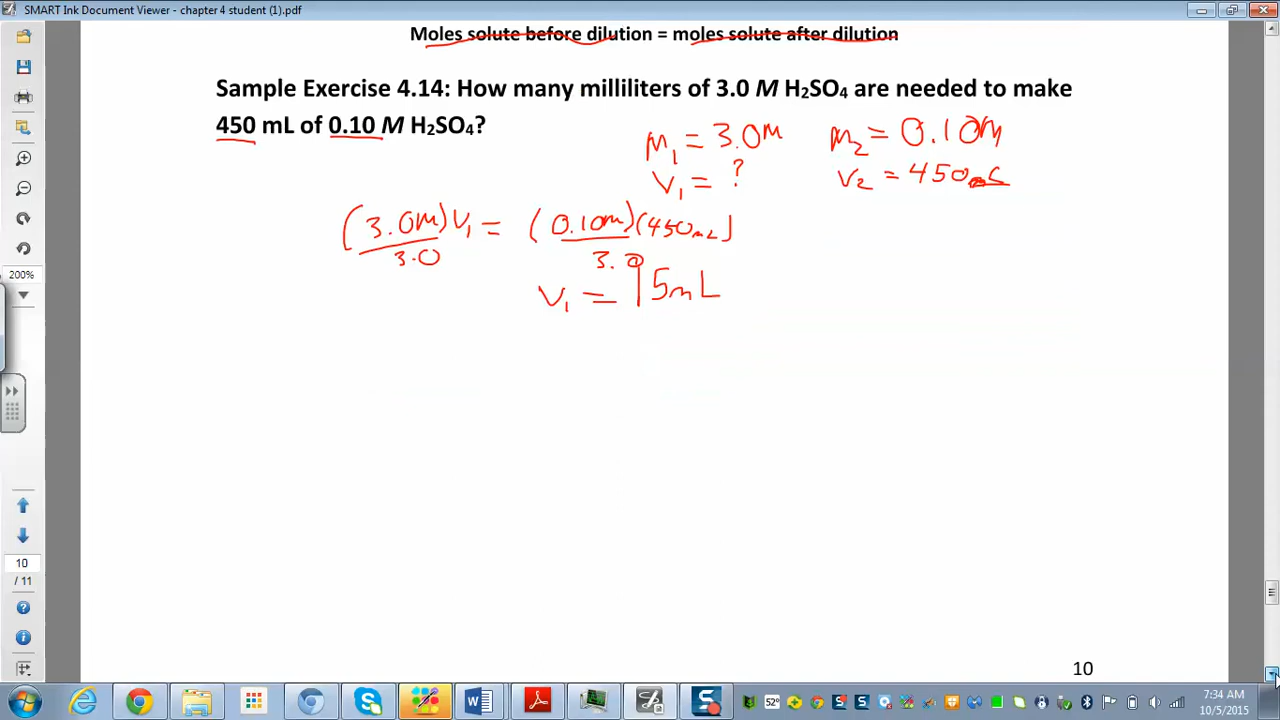 SMART Ink Document Viewer - chapter 4 student (1).pdf
Moles solute before dilution = moles solute after dilution
Sample Exercise 4.14: How many milliliters of 3.0 M H₂SO₄ are needed to make
450 mL of 0.10 M H₂SO₄?
M₁ = 3.0M M₂ = 0.10M
V₁ = ? V₂ = 450mL
(3.0M)V₁ = (0.10M)(450mL)
3.0 3.0
V₁ = 15mL
200%
10
/ 11
10
52°
7:34 AM
10/5/2015